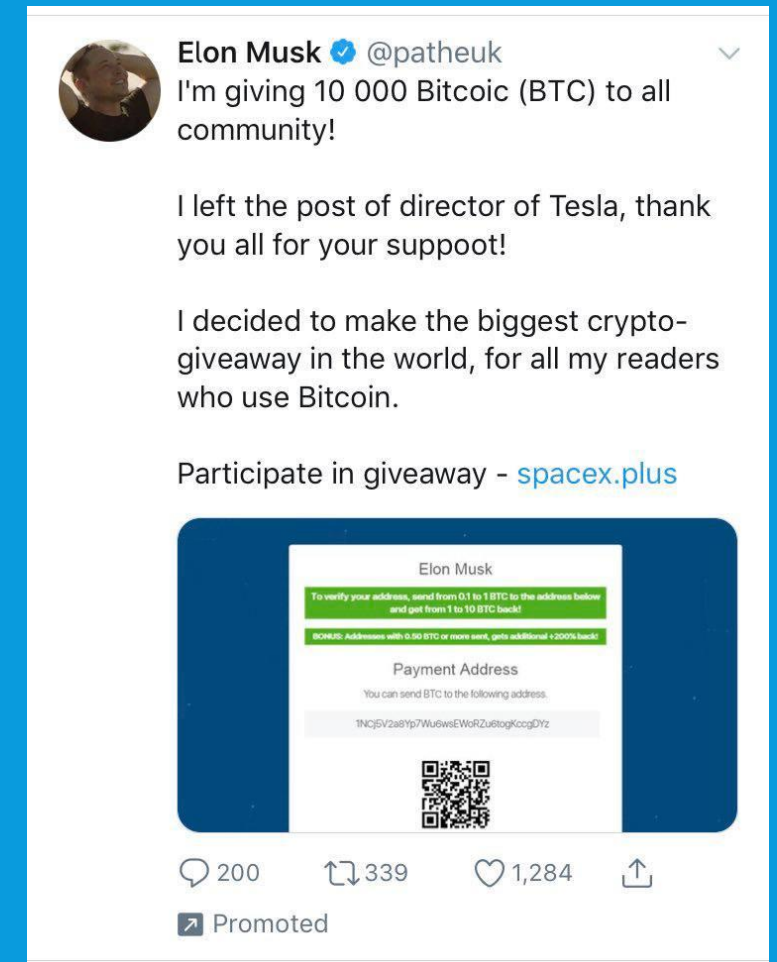 Elon Musk @patheuk
I'm giving 10 000 Bitcoic (BTC) to all
community!
I left the post of director of Tesla, thank
you all for your suppoot!
I decided to make the biggest crypto-
giveaway in the world, for all my readers
who use Bitcoin.
Participate in giveaway - spacex.plus
Elon Musk
To verify your address, send from 0.1 to 1 BTC to the address below
and get from 1 to 10 BTC back!
BONUS: Addresses with 0.50 BTC or more sent, gets additional +200% back!
Payment Address
You can send BTC to the following address.
200 339 1,284
Promoted